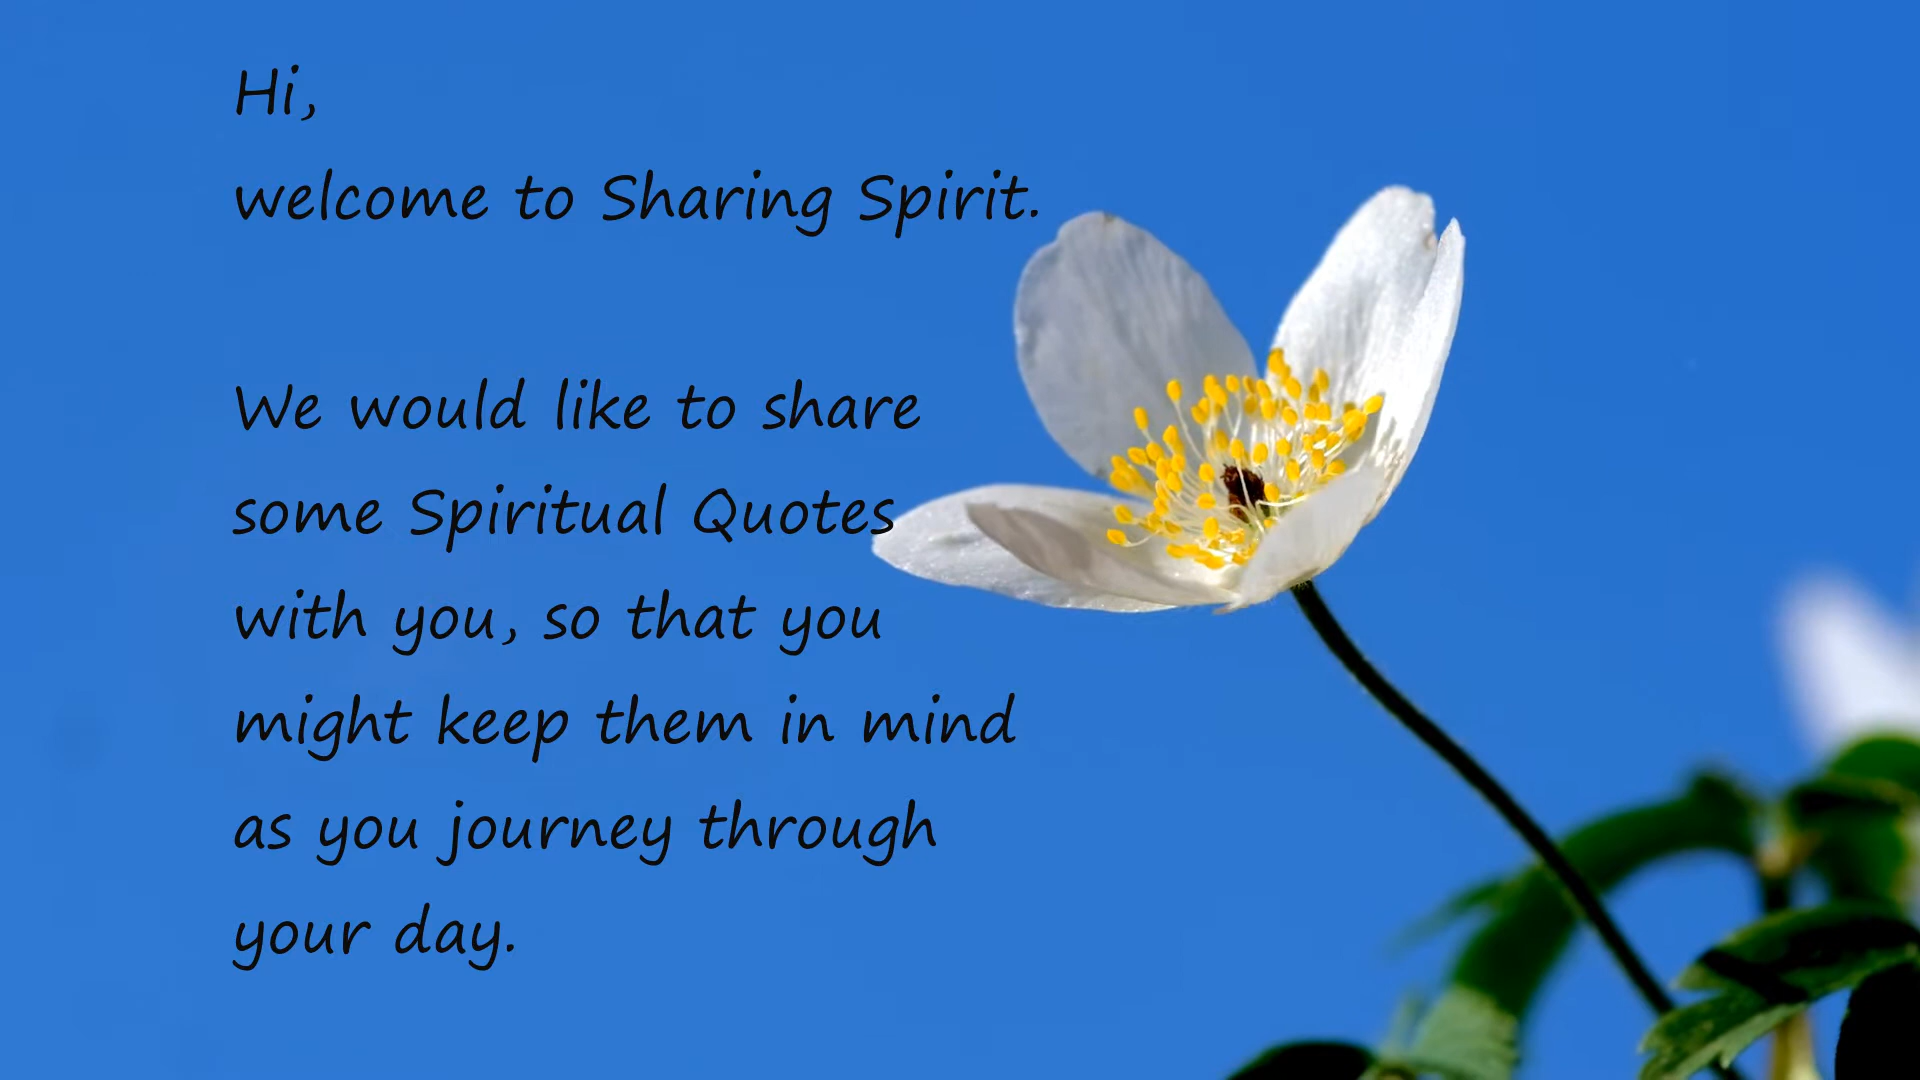 Hi,
welcome to Sharing Spirit.
We would like to share
some Spiritual Quotes
with you, so that you
might keep them in mind
as you journey through
your day.